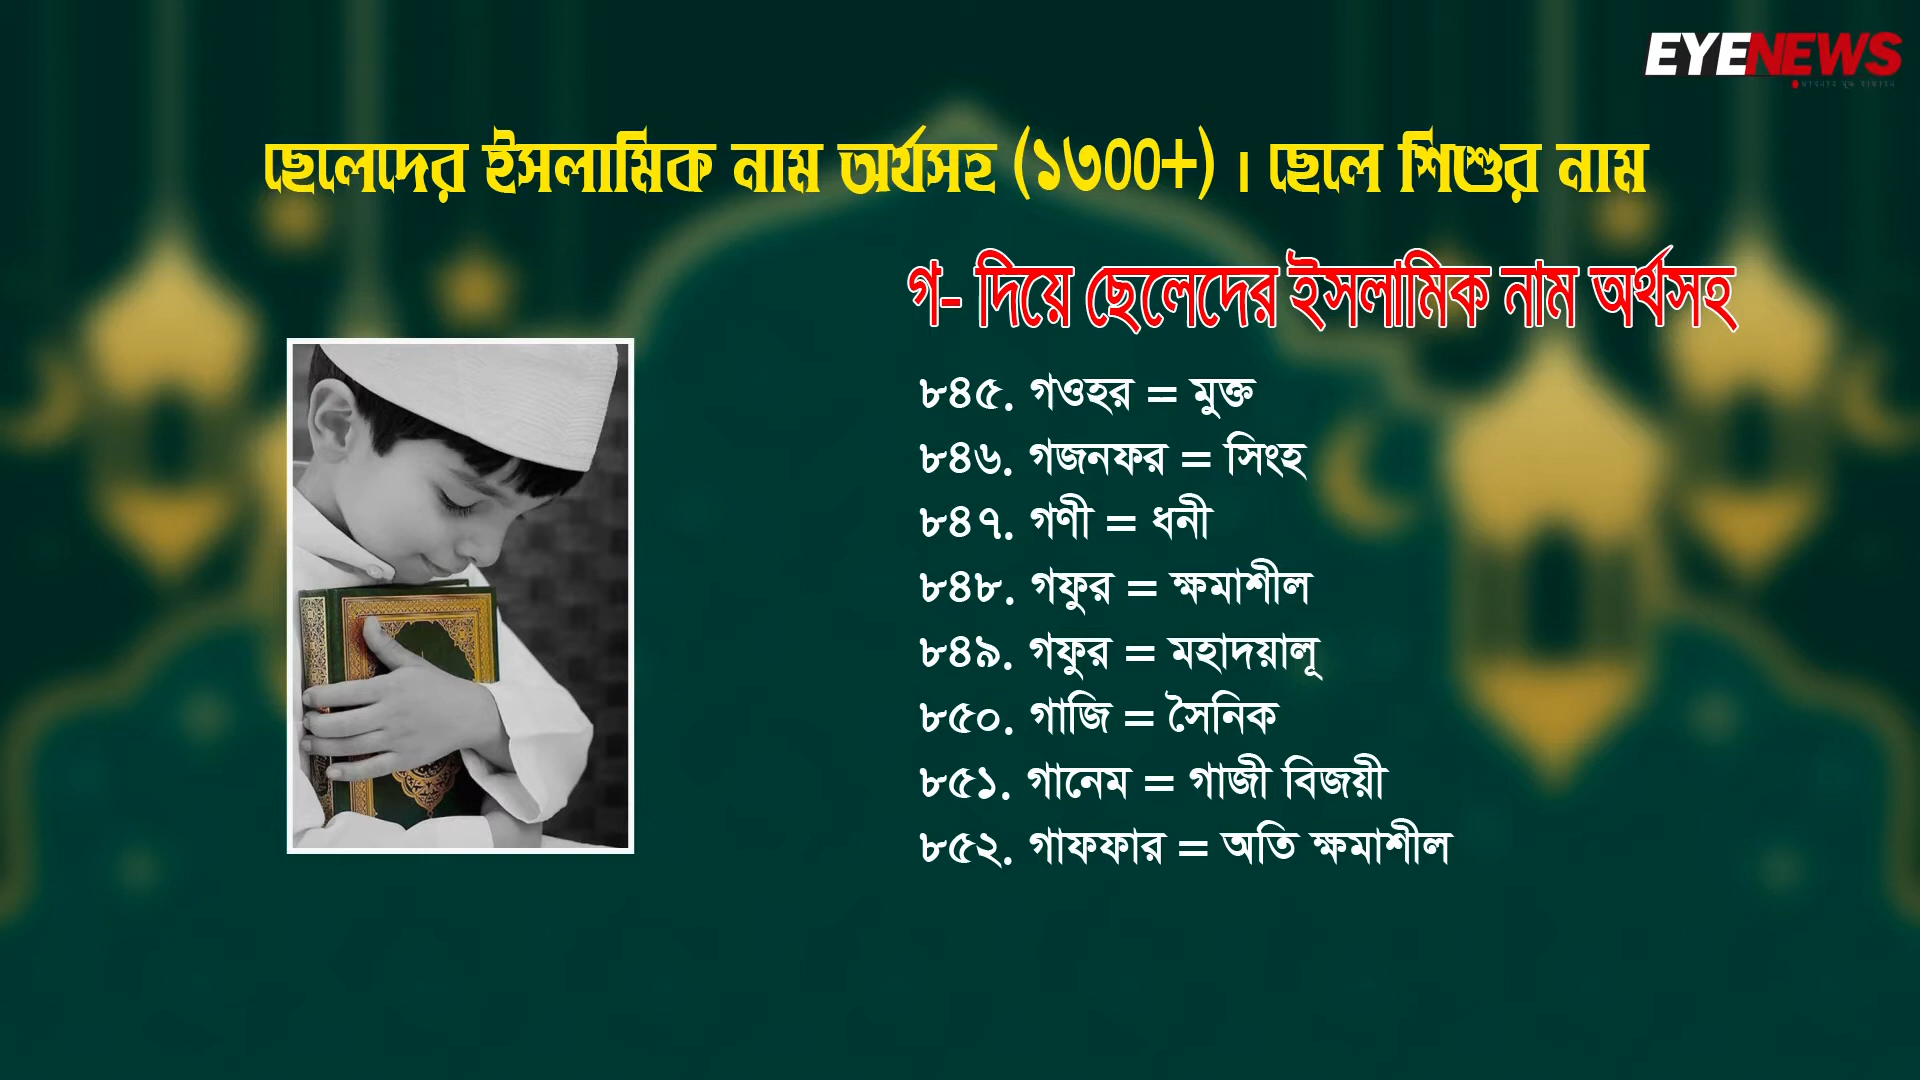 EYENEWS
ছেলেদের ইসলামিক নাম অর্থসহ (১৩00+) । ছেলে শিশুর নাম
গ- দিয়ে ছেলেদের ইসলামিক নাম অর্থসহ
৮৪৫. গওহর = মুক্ত
৮৪৬. গজনফর = সিংহ
৮৪৭. গণী = ধনী
৮৪৮. গফুর = ক্ষমাশীল
৮৪৯. গফুর = মহাদয়ালূ
৮৫০. গাজি = সৈনিক
৮৫১. গানেম = গাজী বিজয়ী
৮৫২. গাফফার = অতি ক্ষমাশীল